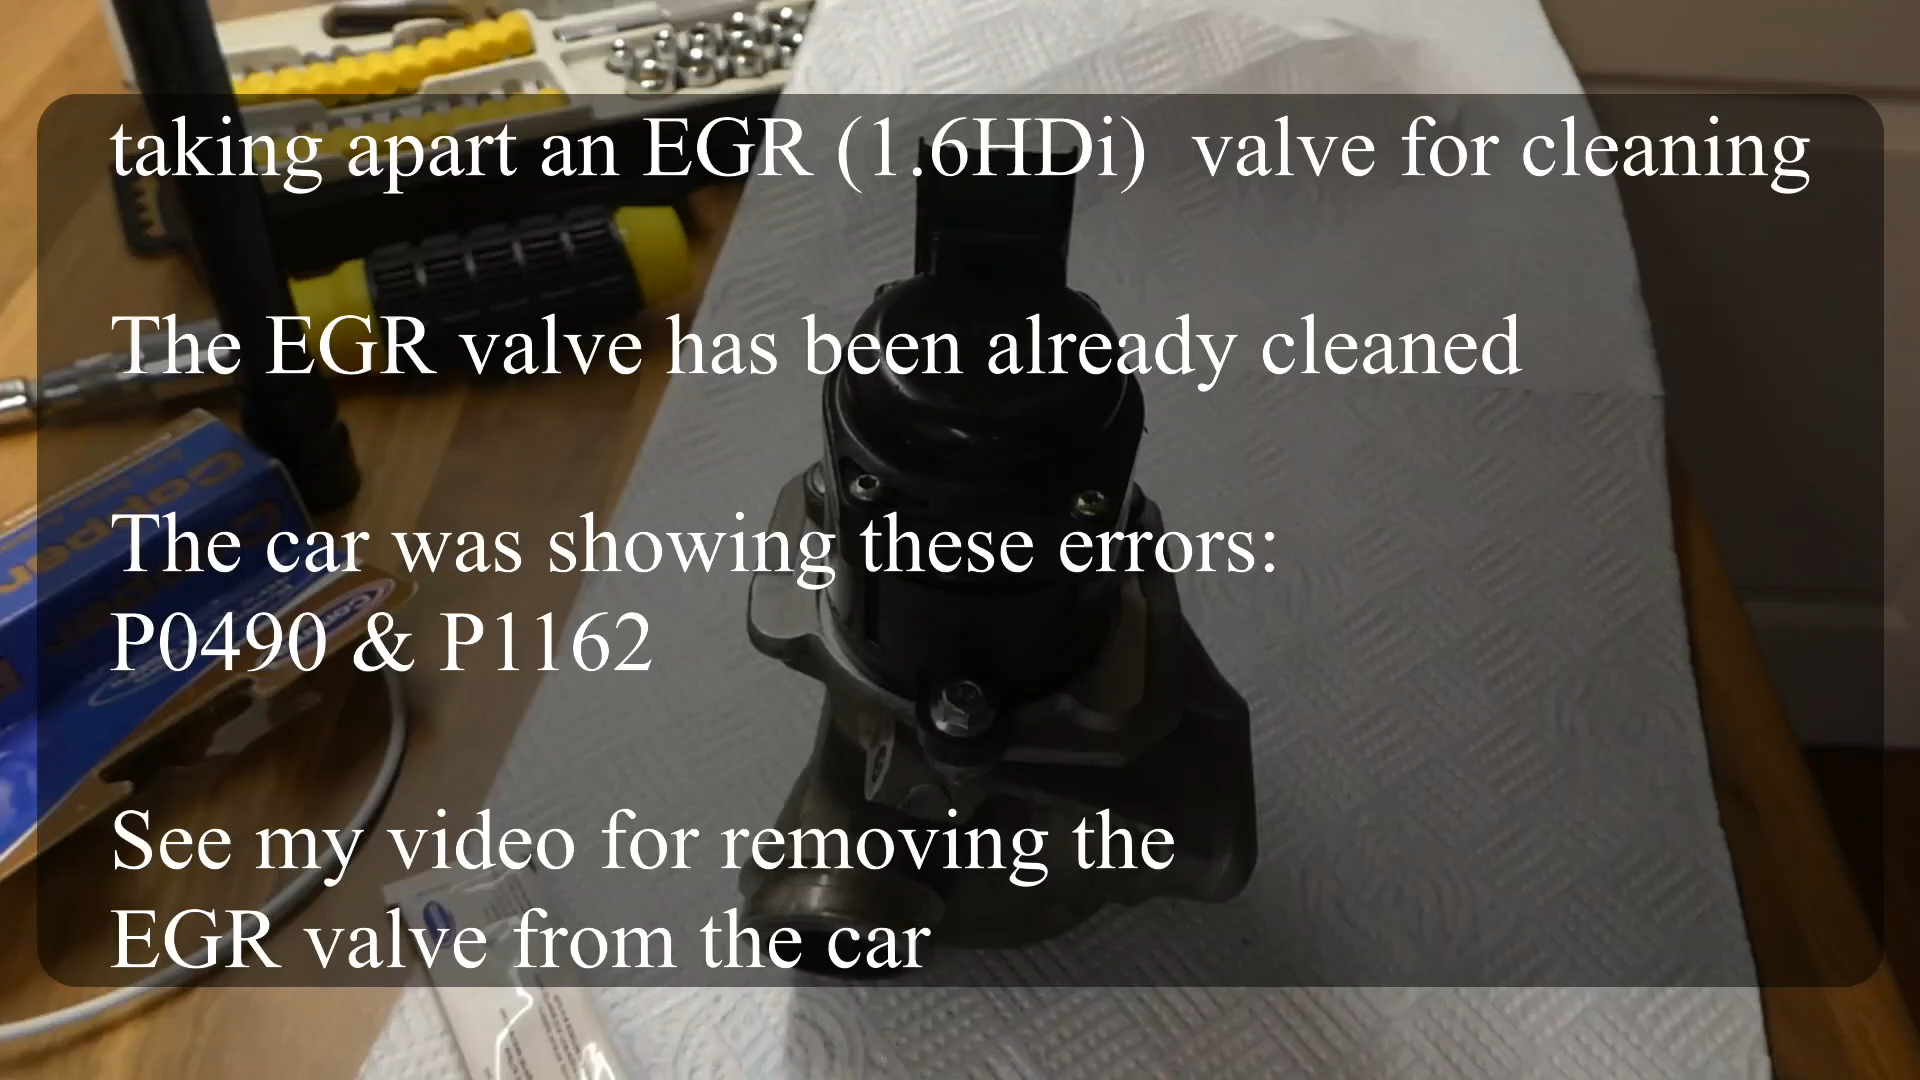 taking apart an EGR (1.6HDi)  valve for cleaning
The EGR valve has been already cleaned
The car was showing these errors:
P0490 & P1162
See my video for removing the
EGR valve from the car
Copper